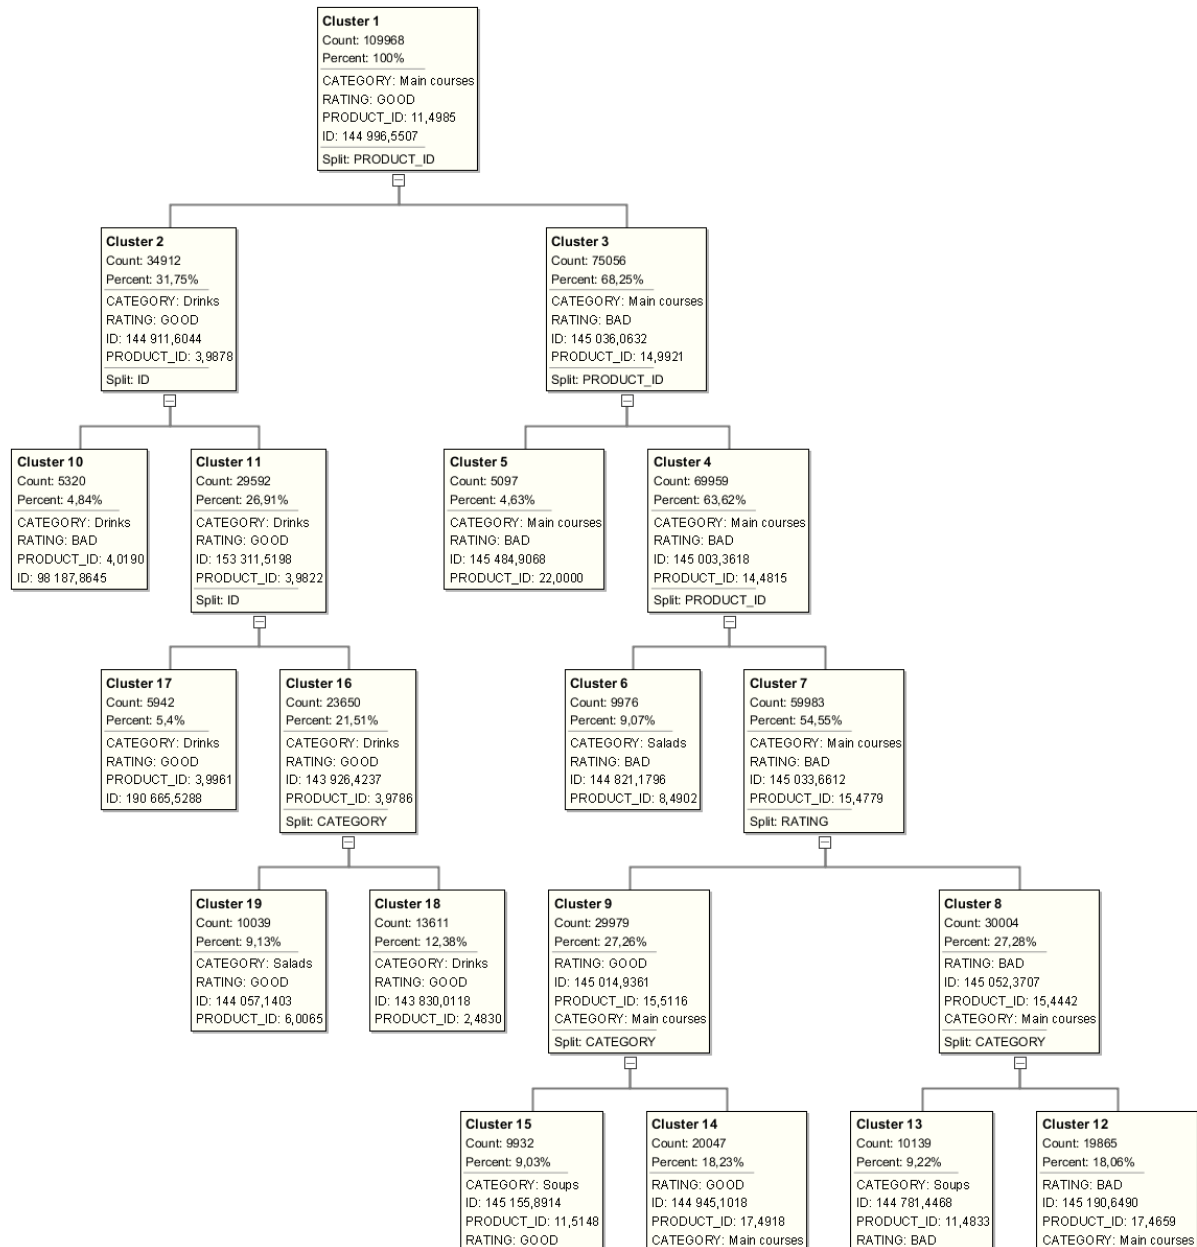 Cluster 1
Count: 109968
Percent: 100%
CATEGORY: Main courses
RATING: GOOD
PRODUCT_ID: 11,4985
ID: 144 996,5507
Split: PRODUCT_ID
Cluster 2
Count: 34912
Percent: 31,75%
CATEGORY: Drinks
RATING: GOOD
ID: 144 911,6044
PRODUCT_ID: 3,9878
Split: ID
Cluster 3
Count: 75056
Percent: 68,25%
CATEGORY: Main courses
RATING: BAD
ID: 145 036,0632
PRODUCT_ID: 14,9921
Split: PRODUCT_ID
Cluster 10
Count: 5320
Percent: 4,84%
CATEGORY: Drinks
RATING: BAD
PRODUCT_ID: 4,0190
ID: 98 187,8645
Cluster 11
Count: 29592
Percent: 26,91%
CATEGORY: Drinks
RATING: GOOD
ID: 153 311,5198
PRODUCT_ID: 3,9822
Split: ID
Cluster 5
Count: 5097
Percent: 4,63%
CATEGORY: Main courses
RATING: BAD
ID: 145 484,9068
PRODUCT_ID: 22,0000
Cluster 4
Count: 69959
Percent: 63,62%
CATEGORY: Main courses
RATING: BAD
ID: 145 003,3618
PRODUCT_ID: 14,4815
Split: PRODUCT_ID
Cluster 17
Count: 5942
Percent: 5,4%
CATEGORY: Drinks
RATING: GOOD
PRODUCT_ID: 3,9961
ID: 190 665,5288
Cluster 16
Count: 23650
Percent: 21,51%
CATEGORY: Drinks
RATING: GOOD
ID: 143 926,4237
PRODUCT_ID: 3,9786
Split: CATEGORY
Cluster 6
Count: 9976
Percent: 9,07%
CATEGORY: Salads
RATING: BAD
ID: 144 821,1796
PRODUCT_ID: 8,4902
Cluster 7
Count: 59983
Percent: 54,55%
CATEGORY: Main courses
RATING: BAD
ID: 145 033,6612
PRODUCT_ID: 15,4779
Split: RATING
Cluster 19
Count: 10039
Percent: 9,13%
CATEGORY: Salads
RATING: GOOD
ID: 144 057,1403
PRODUCT_ID: 6,0065
Cluster 18
Count: 13611
Percent: 12,38%
CATEGORY: Drinks
RATING: GOOD
ID: 143 830,0118
PRODUCT_ID: 2,4830
Cluster 9
Count: 29979
Percent: 27,26%
RATING: GOOD
ID: 145 014,9361
PRODUCT_ID: 15,5116
CATEGORY: Main courses
Split: CATEGORY
Cluster 8
Count: 30004
Percent: 27,28%
RATING: BAD
ID: 145 052,3707
PRODUCT_ID: 15,4442
CATEGORY: Main courses
Split: CATEGORY
Cluster 15
Count: 9932
Percent: 9,03%
CATEGORY: Soups
ID: 145 155,8914
PRODUCT_ID: 11,5148
RATING: GOOD
Cluster 14
Count: 20047
Percent: 18,23%
RATING: GOOD
ID: 144 945,1018
PRODUCT_ID: 17,4918
CATEGORY: Main courses
Cluster 13
Count: 10139
Percent: 9,22%
CATEGORY: Soups
ID: 144 781,4468
PRODUCT_ID: 11,4833
RATING: BAD
Cluster 12
Count: 19865
Percent: 18,06%
RATING: BAD
ID: 145 190,6490
PRODUCT_ID: 17,4659
CATEGORY: Main courses